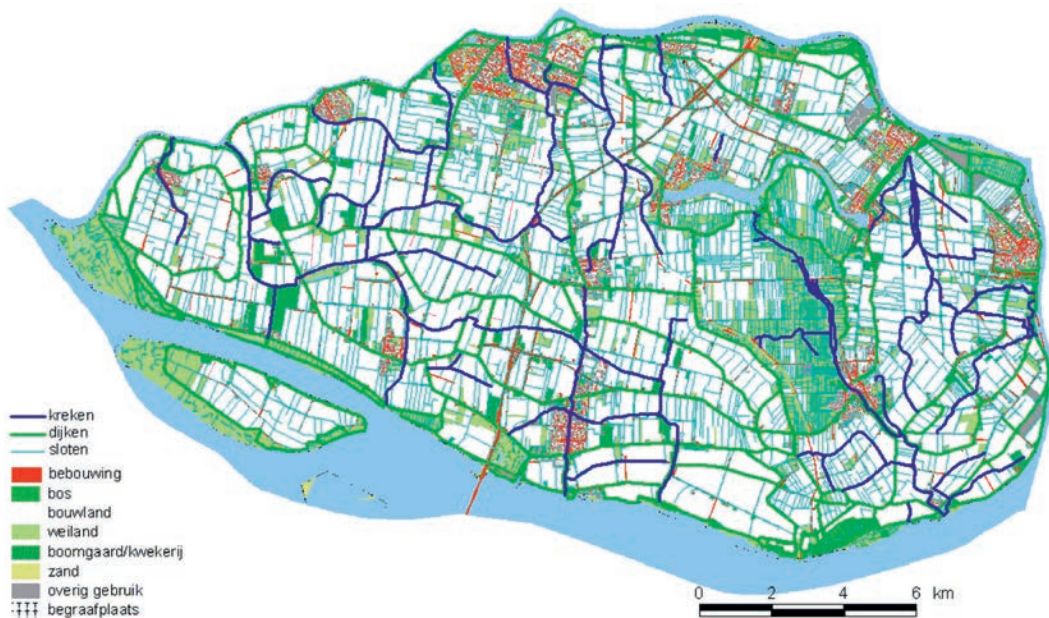 kreken
dijken
sloten
bebouwing
bos
bouwland
weiland
boomgaard/kwekerij
zand
overig gebruik
begraafplaats
0 2 4 6 km